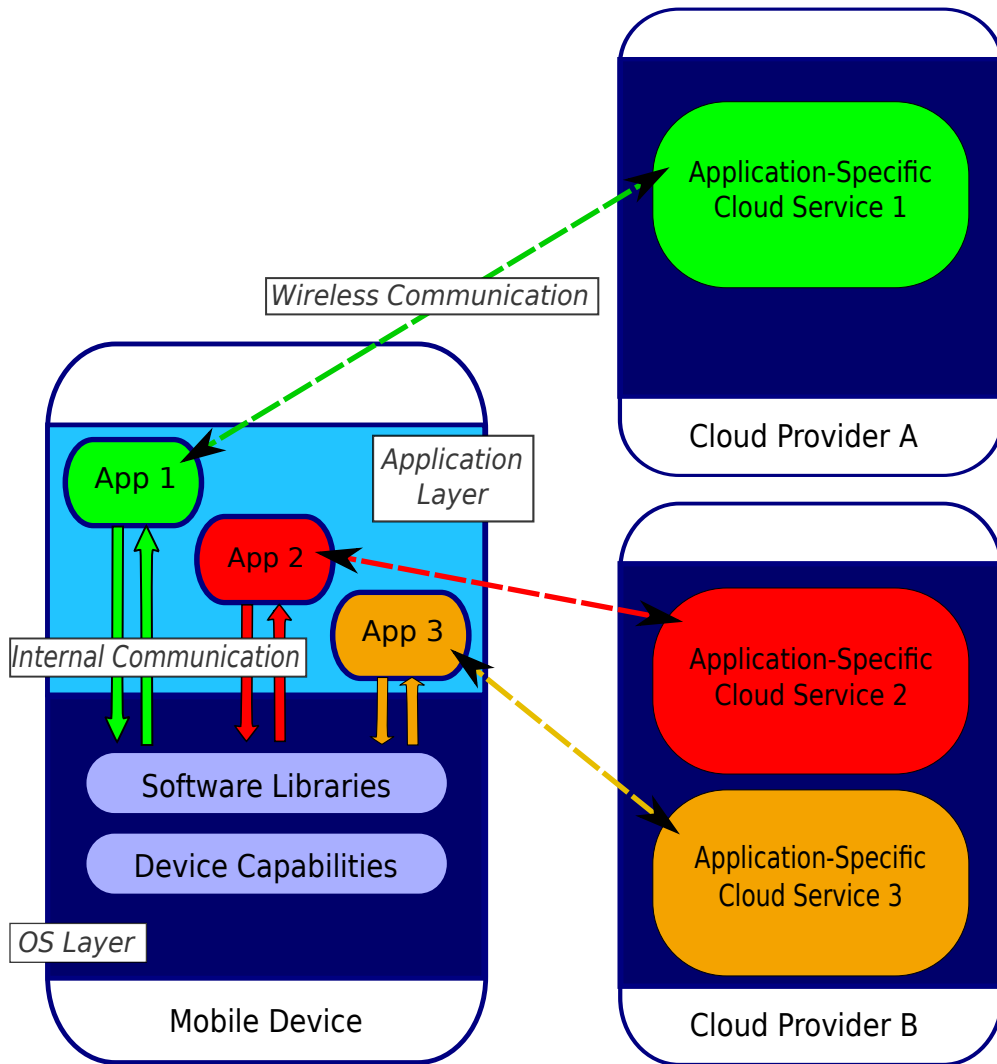 Application-Specific
Cloud Service 1
Wireless Communication
Cloud Provider A
App 1
Application
Layer
App 2
App 3
Internal Communication
Software Libraries
Device Capabilities
OS Layer
Mobile Device
Application-Specific
Cloud Service 2
Application-Specific
Cloud Service 3
Cloud Provider B